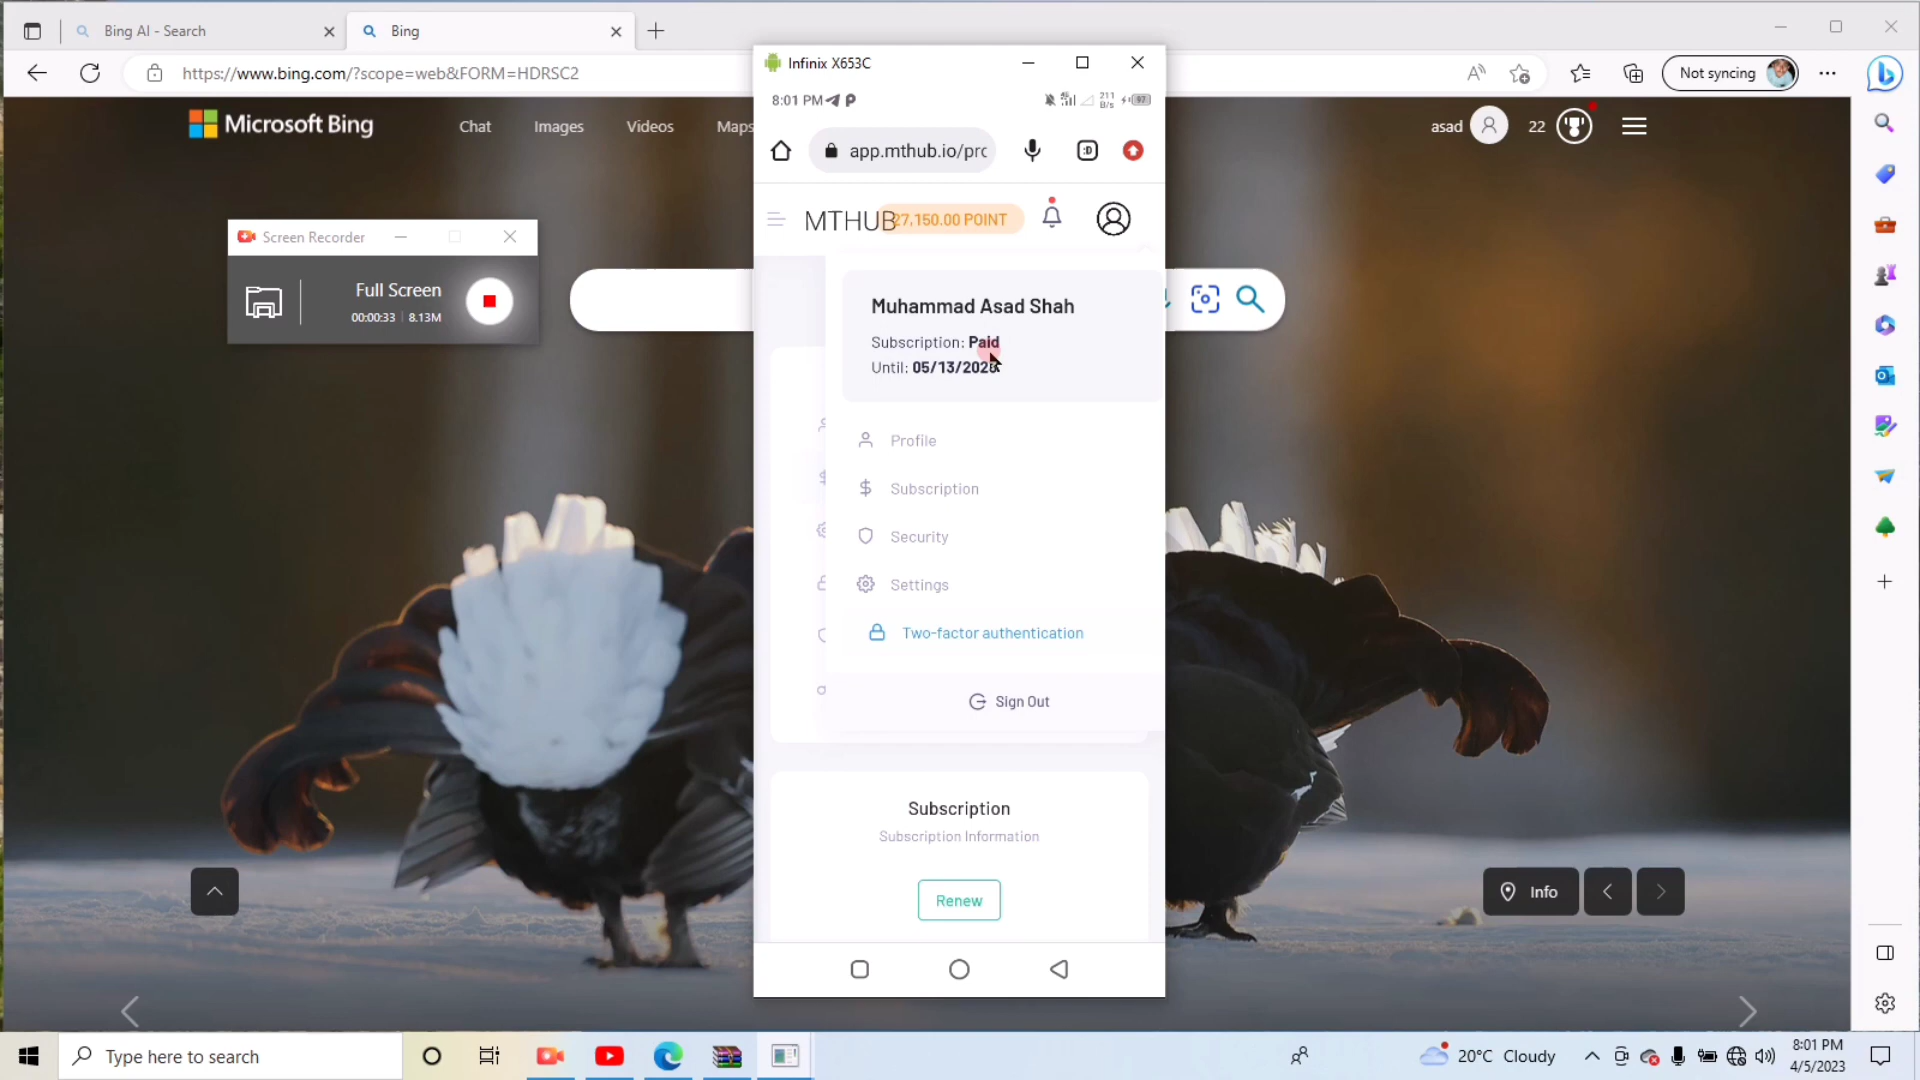 Bing AI - Search
Bing
https://www.bing.com/?scope=web&FORM=HDRSC2
Not syncing
Microsoft Bing
Chat
Images
Videos
Maps
asad
22
Screen Recorder
Full Screen
00:00:33 | 8.13M
Infinix X653C
8:01 PM
211
B/s
97
app.mthub.io/prc
:D
MTHUB
27,150.00 POINT
Muhammad Asad Shah
Subscription: Paid
Until:
Profile
Subscription
Security
Settings
Two-factor authentication
Sign Out
Subscription
Subscription Information
Renew
Info
Type here to search
20°C Cloudy
8:01 PM
4/5/2023